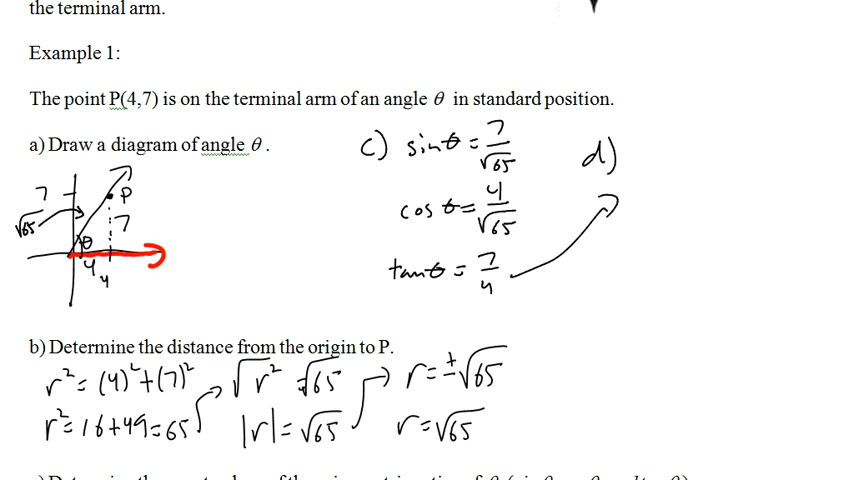 the terminal arm.
Example 1:
The point P(4,7) is on the terminal arm of an angle θ in standard position.
a) Draw a diagram of angle θ.
7
P
√65
7
θ
4
4
c) sinθ = 7/√65
cos θ = 4/√65
tanθ = 7/4
d)
b) Determine the distance from the origin to P.
r² = (4)² + (7)²
r² = 16+49=65
√r² = √65
|r| = √65
r = ±√65
r = √65